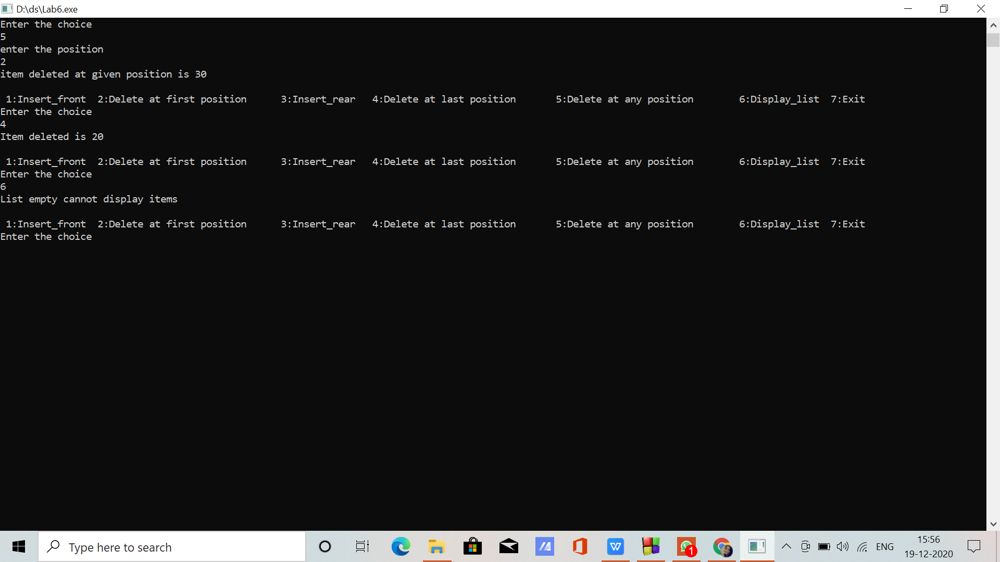 D:\ds\Lab6.exe
Enter the choice
5
enter the position
2
item deleted at given position is 30
1:Insert_front 2:Delete at first position 3:Insert_rear 4:Delete at last position 5:Delete at any position 6:Display_list 7:Exit
Enter the choice
4
Item deleted is 20
1:Insert_front 2:Delete at first position 3:Insert_rear 4:Delete at last position 5:Delete at any position 6:Display_list 7:Exit
Enter the choice
6
List empty cannot display items
1:Insert_front 2:Delete at first position 3:Insert_rear 4:Delete at last position 5:Delete at any position 6:Display_list 7:Exit
Enter the choice
Type here to search
W
1
ENG
15:56
19-12-2020